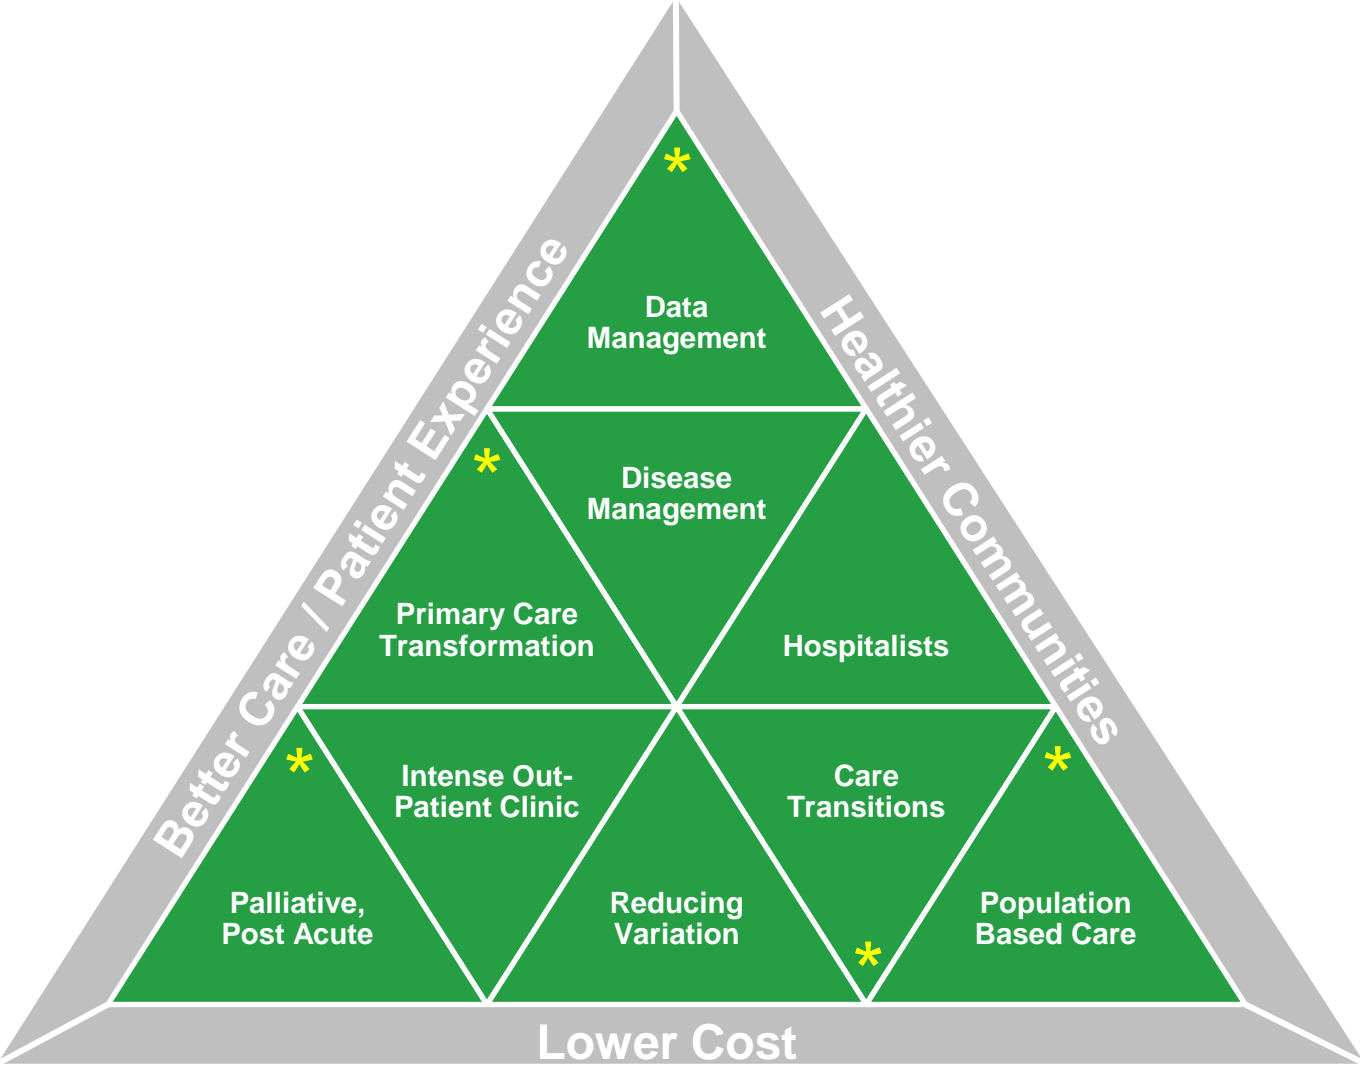 *
Data
Management
Better Care / Patient Experience
Healthier Communities
*
Disease
Management
Primary Care
Transformation
Hospitalists
*
Intense Out-
Patient Clinic
Care
Transitions
*
Palliative,
Post Acute
Reducing
Variation
*
Population
Based Care
Lower Cost